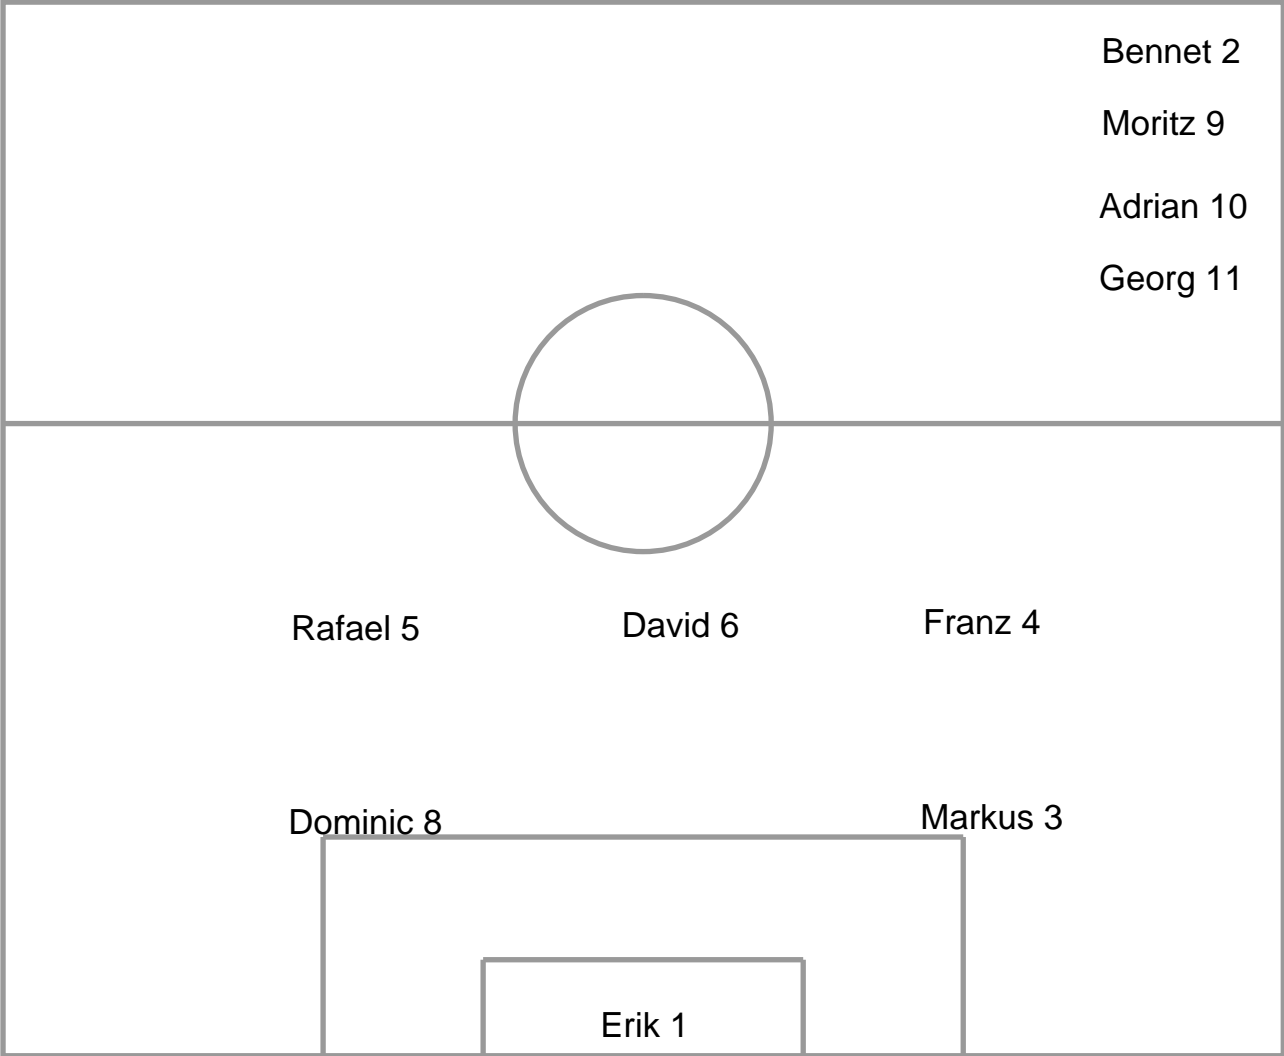 Bennet 2
Moritz 9
Adrian 10
Georg 11
Rafael 5
David 6
Franz 4
Dominic 8
Markus 3
Erik 1